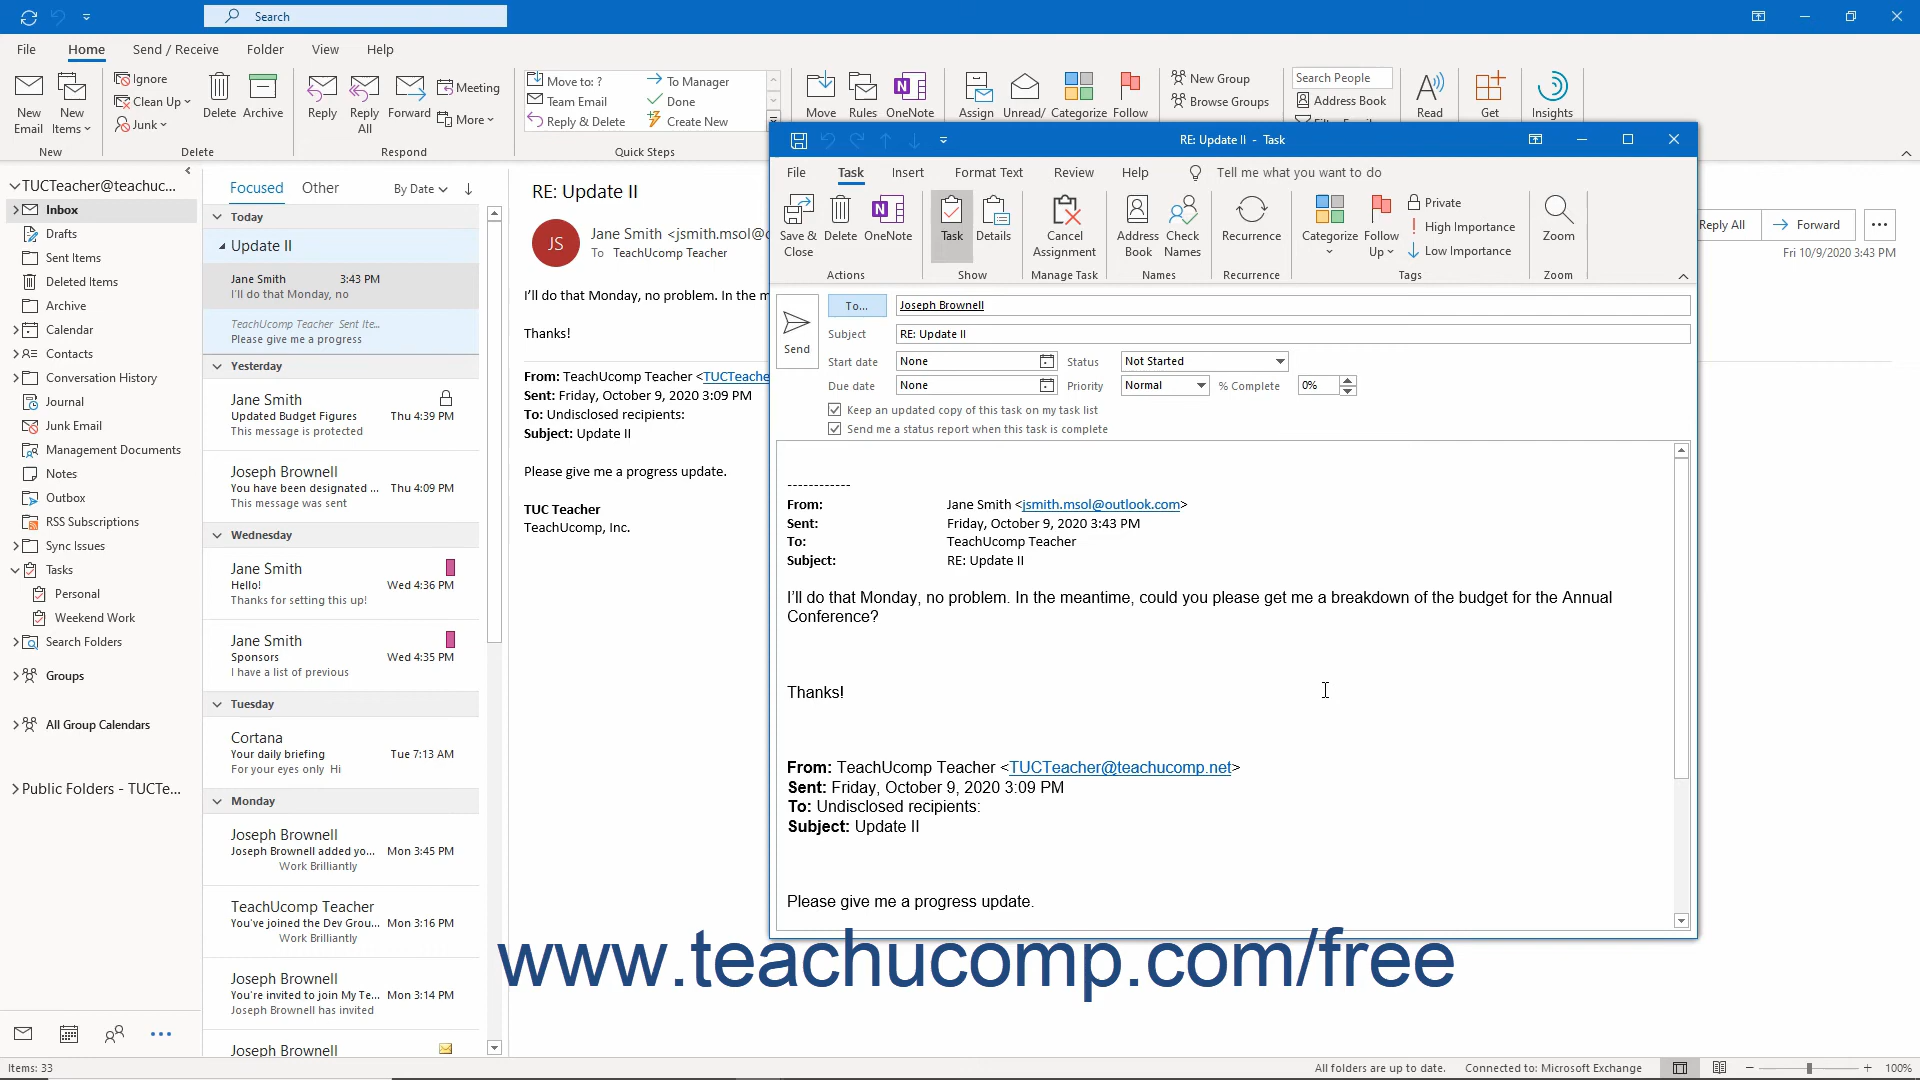 Search
File Home Send / Receive Folder View Help
New Email
New Items
New
Ignore
Clean Up
Junk
Delete
Archive
Delete
Reply
Reply All
Forward
Meeting
More
Respond
Move to: ?
Team Email
Reply & Delete
To Manager
Done
Create New
Quick Steps
Move
Rules
OneNote
Assign
Unread/
Categorize
Follow
New Group
Browse Groups
Search People
Address Book
Read
Get
Insights
TUCTeacher@teachuc...
Inbox
Drafts
Sent Items
Deleted Items
Archive
Calendar
Contacts
Conversation History
Journal
Junk Email
Management Documents
Notes
Outbox
RSS Subscriptions
Sync Issues
Tasks
Personal
Weekend Work
Search Folders
Groups
All Group Calendars
Public Folders - TUCTe...
Focused Other By Date
Today
Update II
Jane Smith 3:43 PM
I'll do that Monday, no
TeachUcomp Teacher Sent Ite...
Please give me a progress
Yesterday
Jane Smith
Updated Budget Figures Thu 4:39 PM
This message is protected
Joseph Brownell
You have been designated ... Thu 4:09 PM
This message was sent
Wednesday
Jane Smith
Hello! Wed 4:36 PM
Thanks for setting this up!
Jane Smith
Sponsors Wed 4:35 PM
I have a list of previous
Tuesday
Cortana
Your daily briefing Tue 7:13 AM
For your eyes only Hi
Monday
Joseph Brownell
Joseph Brownell added yo... Mon 3:45 PM
Work Brilliantly
TeachUcomp Teacher
You've joined the Dev Grou... Mon 3:16 PM
Work Brilliantly
Joseph Brownell
You're invited to join My Te... Mon 3:14 PM
Joseph Brownell has invited
Joseph Brownell
RE: Update II
JS
Jane Smith <jsmith.msol@
To TeachUcomp Teacher
I'll do that Monday, no problem. In the
Thanks!
From: TeachUcomp Teacher <TUCTeache
Sent: Friday, October 9, 2020 3:09 PM
To: Undisclosed recipients:
Subject: Update II
Please give me a progress update.
TUC Teacher
TeachUcomp, Inc.
Reply All
Forward
Fri 10/9/2020 3:43 PM
RE: Update II - Task
File Task Insert Format Text Review Help Tell me what you want to do
Save & Close
Delete
OneNote
Actions
Task
Details
Show
Cancel Assignment
Manage Task
Address Book
Check Names
Names
Recurrence
Recurrence
Categorize
Follow Up
Private
High Importance
Low Importance
Tags
Zoom
Zoom
Send
To... Joseph Brownell
Subject RE: Update II
Start date None Status Not Started
Due date None Priority Normal % Complete 0%
Keep an updated copy of this task on my task list
Send me a status report when this task is complete
------------
From: Jane Smith <jsmith.msol@outlook.com>
Sent: Friday, October 9, 2020 3:43 PM
To: TeachUcomp Teacher
Subject: RE: Update II
I'll do that Monday, no problem. In the meantime, could you please get me a breakdown of the budget for the Annual
Conference?
Thanks!
From: TeachUcomp Teacher <TUCTeacher@teachucomp.net>
Sent: Friday, October 9, 2020 3:09 PM
To: Undisclosed recipients:
Subject: Update II
Please give me a progress update.
www.teachucomp.com/free
Items: 33
All folders are up to date. Connected to: Microsoft Exchange 100%